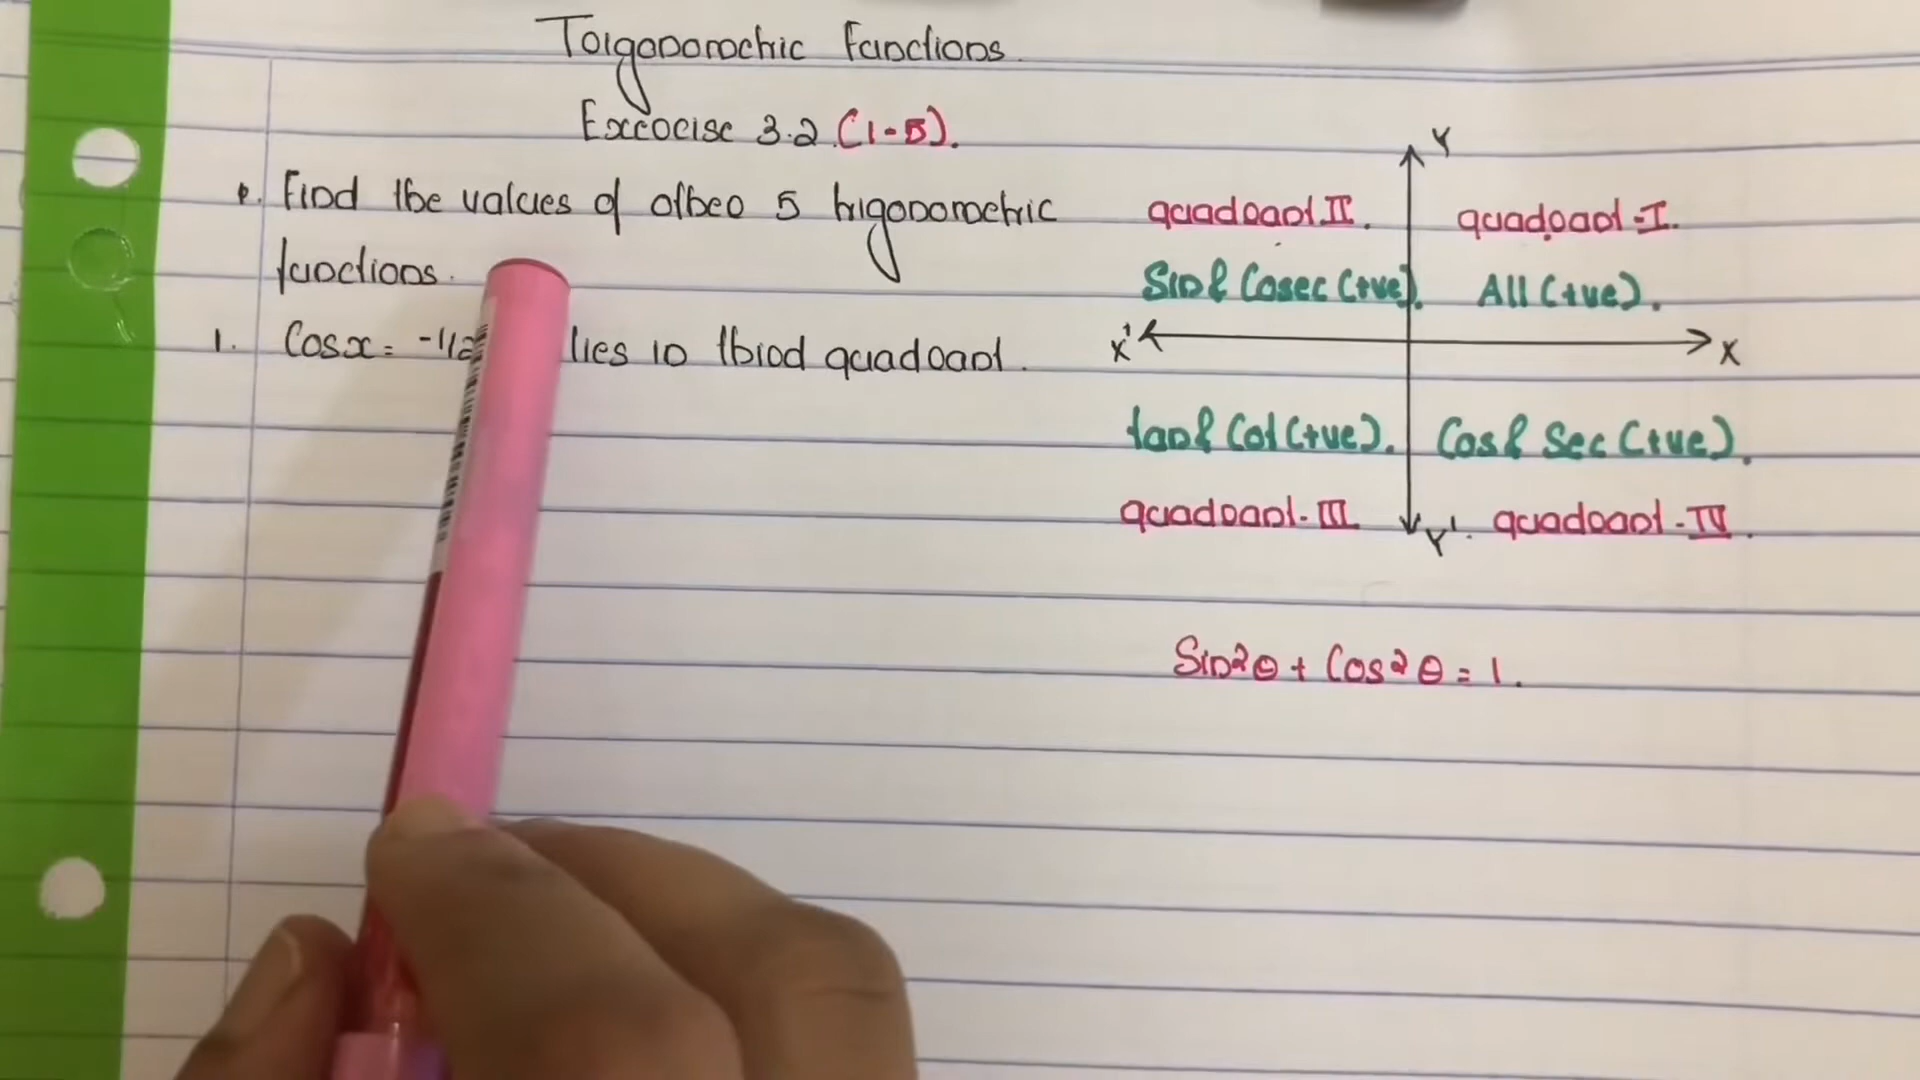 Trigonometric Functions.
Exercise 3.2 (1-5).
Find the values of other 5 trigonometric
functions.
1. Cosx = -1/2 lies in third quadrant.
Y
quadrant II. quadrant - I.
Sin & Cosec (+ve). All (+ve).
X' X
tan & Cot (+ve). Cos & Sec (+ve).
quadrant - III. Y'. quadrant - IV.
Sin²θ + Cos²θ = 1.